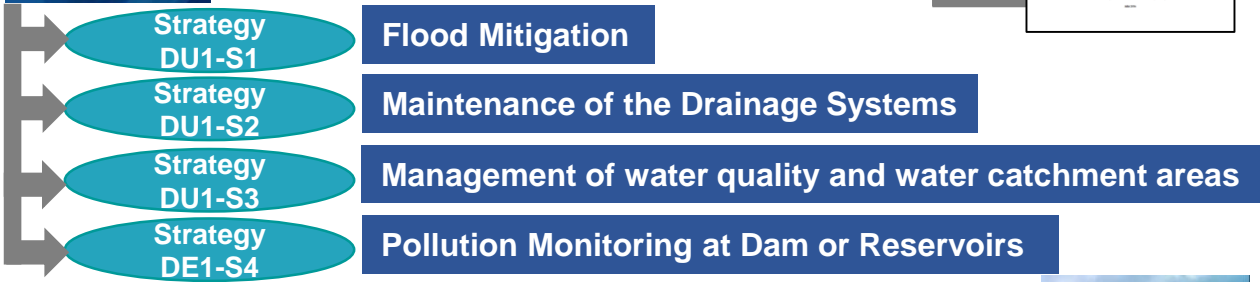 Strategy
DU1-S1
Flood Mitigation
Strategy
DU1-S2
Maintenance of the Drainage Systems
Strategy
DU1-S3
Management of water quality and water catchment areas
Strategy
DE1-S4
Pollution Monitoring at Dam or Reservoirs